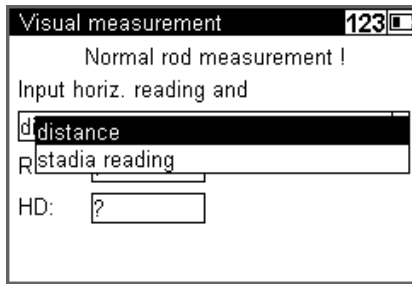 Visual measurement 123
Normal rod measurement !
Input horiz. reading and
distance
stadia reading
HD: ?